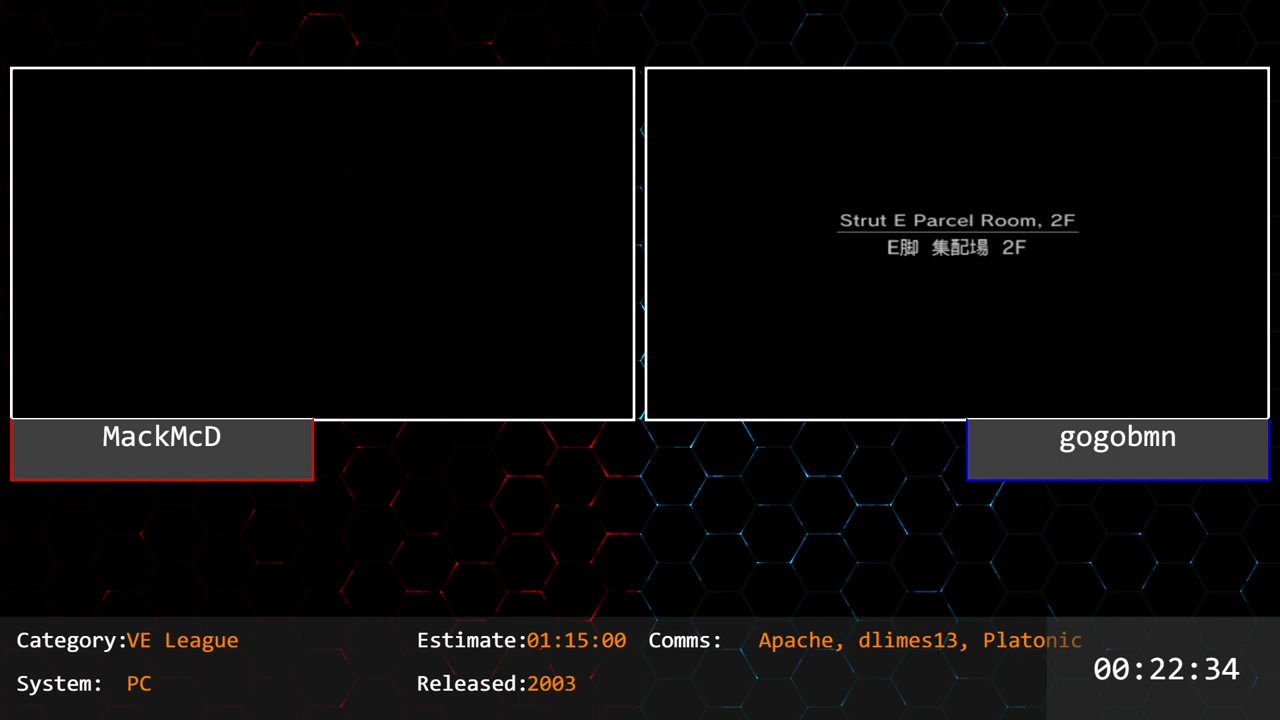 Strut E Parcel Room, 2F
E脚 集配場 2F
MackMcD
gogobmn
Category:VE League
Estimate:01:15:00
Comms: Apache, dlimes13, Platonic
System: PC
Released:2003
00:22:34